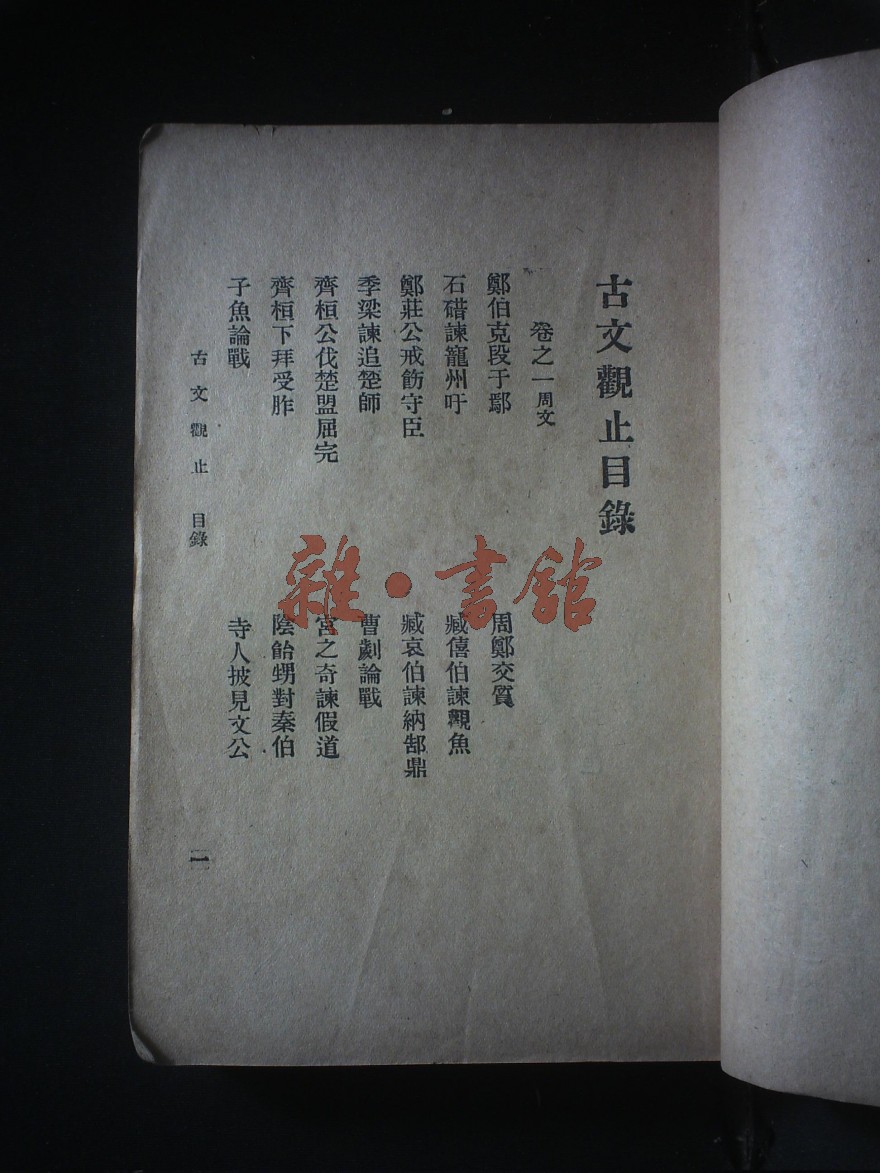 古文觀止目錄
卷之一周文
鄭伯克段于鄢
周鄭交質
石碏諫籠州吁
臧僖伯諫觀魚
鄭莊公戒飭守臣
臧哀伯諫納郜鼎
季梁諫追楚師
曹劌論戰
齊桓公伐楚盟屈完
宮之奇諫假道
齊桓下拜受胙
陰飴甥對秦伯
子魚論戰
寺人披見文公
古文觀止 目錄
一
雜·書館